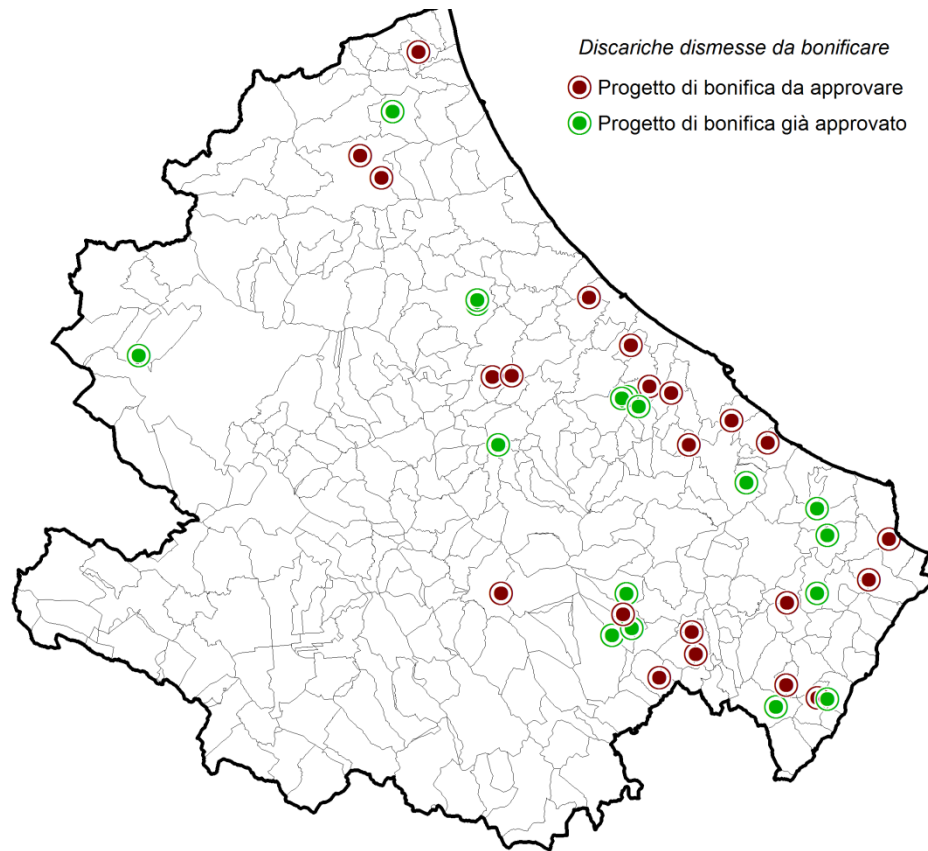 Discariche dismesse da bonificare
Progetto di bonifica da approvare
Progetto di bonifica già approvato